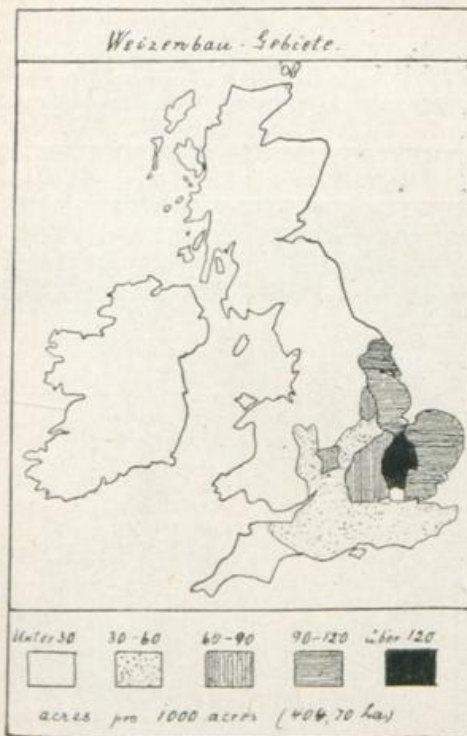 Weizenbau-Gebiete.
Unter 30 30-60 60-90 90-120 über 120
acres pro 1000 acres (404,70 ha)